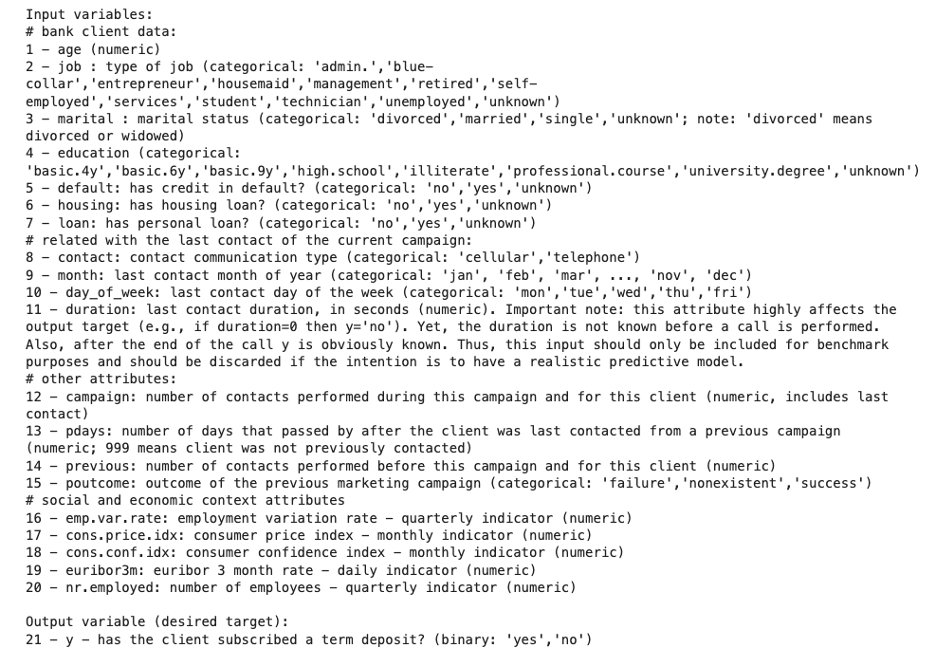 Input variables:
# bank client data:
1 – age (numeric)
2 – job : type of job (categorical: 'admin.','blue–
collar','entrepreneur','housemaid','management','retired','self–
employed','services','student','technician','unemployed','unknown')
3 – marital : marital status (categorical: 'divorced','married','single','unknown'; note: 'divorced' means
divorced or widowed)
4 – education (categorical:
'basic.4y','basic.6y','basic.9y','high.school','illiterate','professional.course','university.degree','unknown')
5 – default: has credit in default? (categorical: 'no','yes','unknown')
6 – housing: has housing loan? (categorical: 'no','yes','unknown')
7 – loan: has personal loan? (categorical: 'no','yes','unknown')
# related with the last contact of the current campaign:
8 – contact: contact communication type (categorical: 'cellular','telephone')
9 – month: last contact month of year (categorical: 'jan', 'feb', 'mar', ..., 'nov', 'dec')
10 – day_of_week: last contact day of the week (categorical: 'mon','tue','wed','thu','fri')
11 – duration: last contact duration, in seconds (numeric). Important note: this attribute highly affects the
output target (e.g., if duration=0 then y='no'). Yet, the duration is not known before a call is performed.
Also, after the end of the call y is obviously known. Thus, this input should only be included for benchmark
purposes and should be discarded if the intention is to have a realistic predictive model.
# other attributes:
12 – campaign: number of contacts performed during this campaign and for this client (numeric, includes last
contact)
13 – pdays: number of days that passed by after the client was last contacted from a previous campaign
(numeric; 999 means client was not previously contacted)
14 – previous: number of contacts performed before this campaign and for this client (numeric)
15 – poutcome: outcome of the previous marketing campaign (categorical: 'failure','nonexistent','success')
# social and economic context attributes
16 – emp.var.rate: employment variation rate – quarterly indicator (numeric)
17 – cons.price.idx: consumer price index – monthly indicator (numeric)
18 – cons.conf.idx: consumer confidence index – monthly indicator (numeric)
19 – euribor3m: euribor 3 month rate – daily indicator (numeric)
20 – nr.employed: number of employees – quarterly indicator (numeric)
Output variable (desired target):
21 – y – has the client subscribed a term deposit? (binary: 'yes','no')